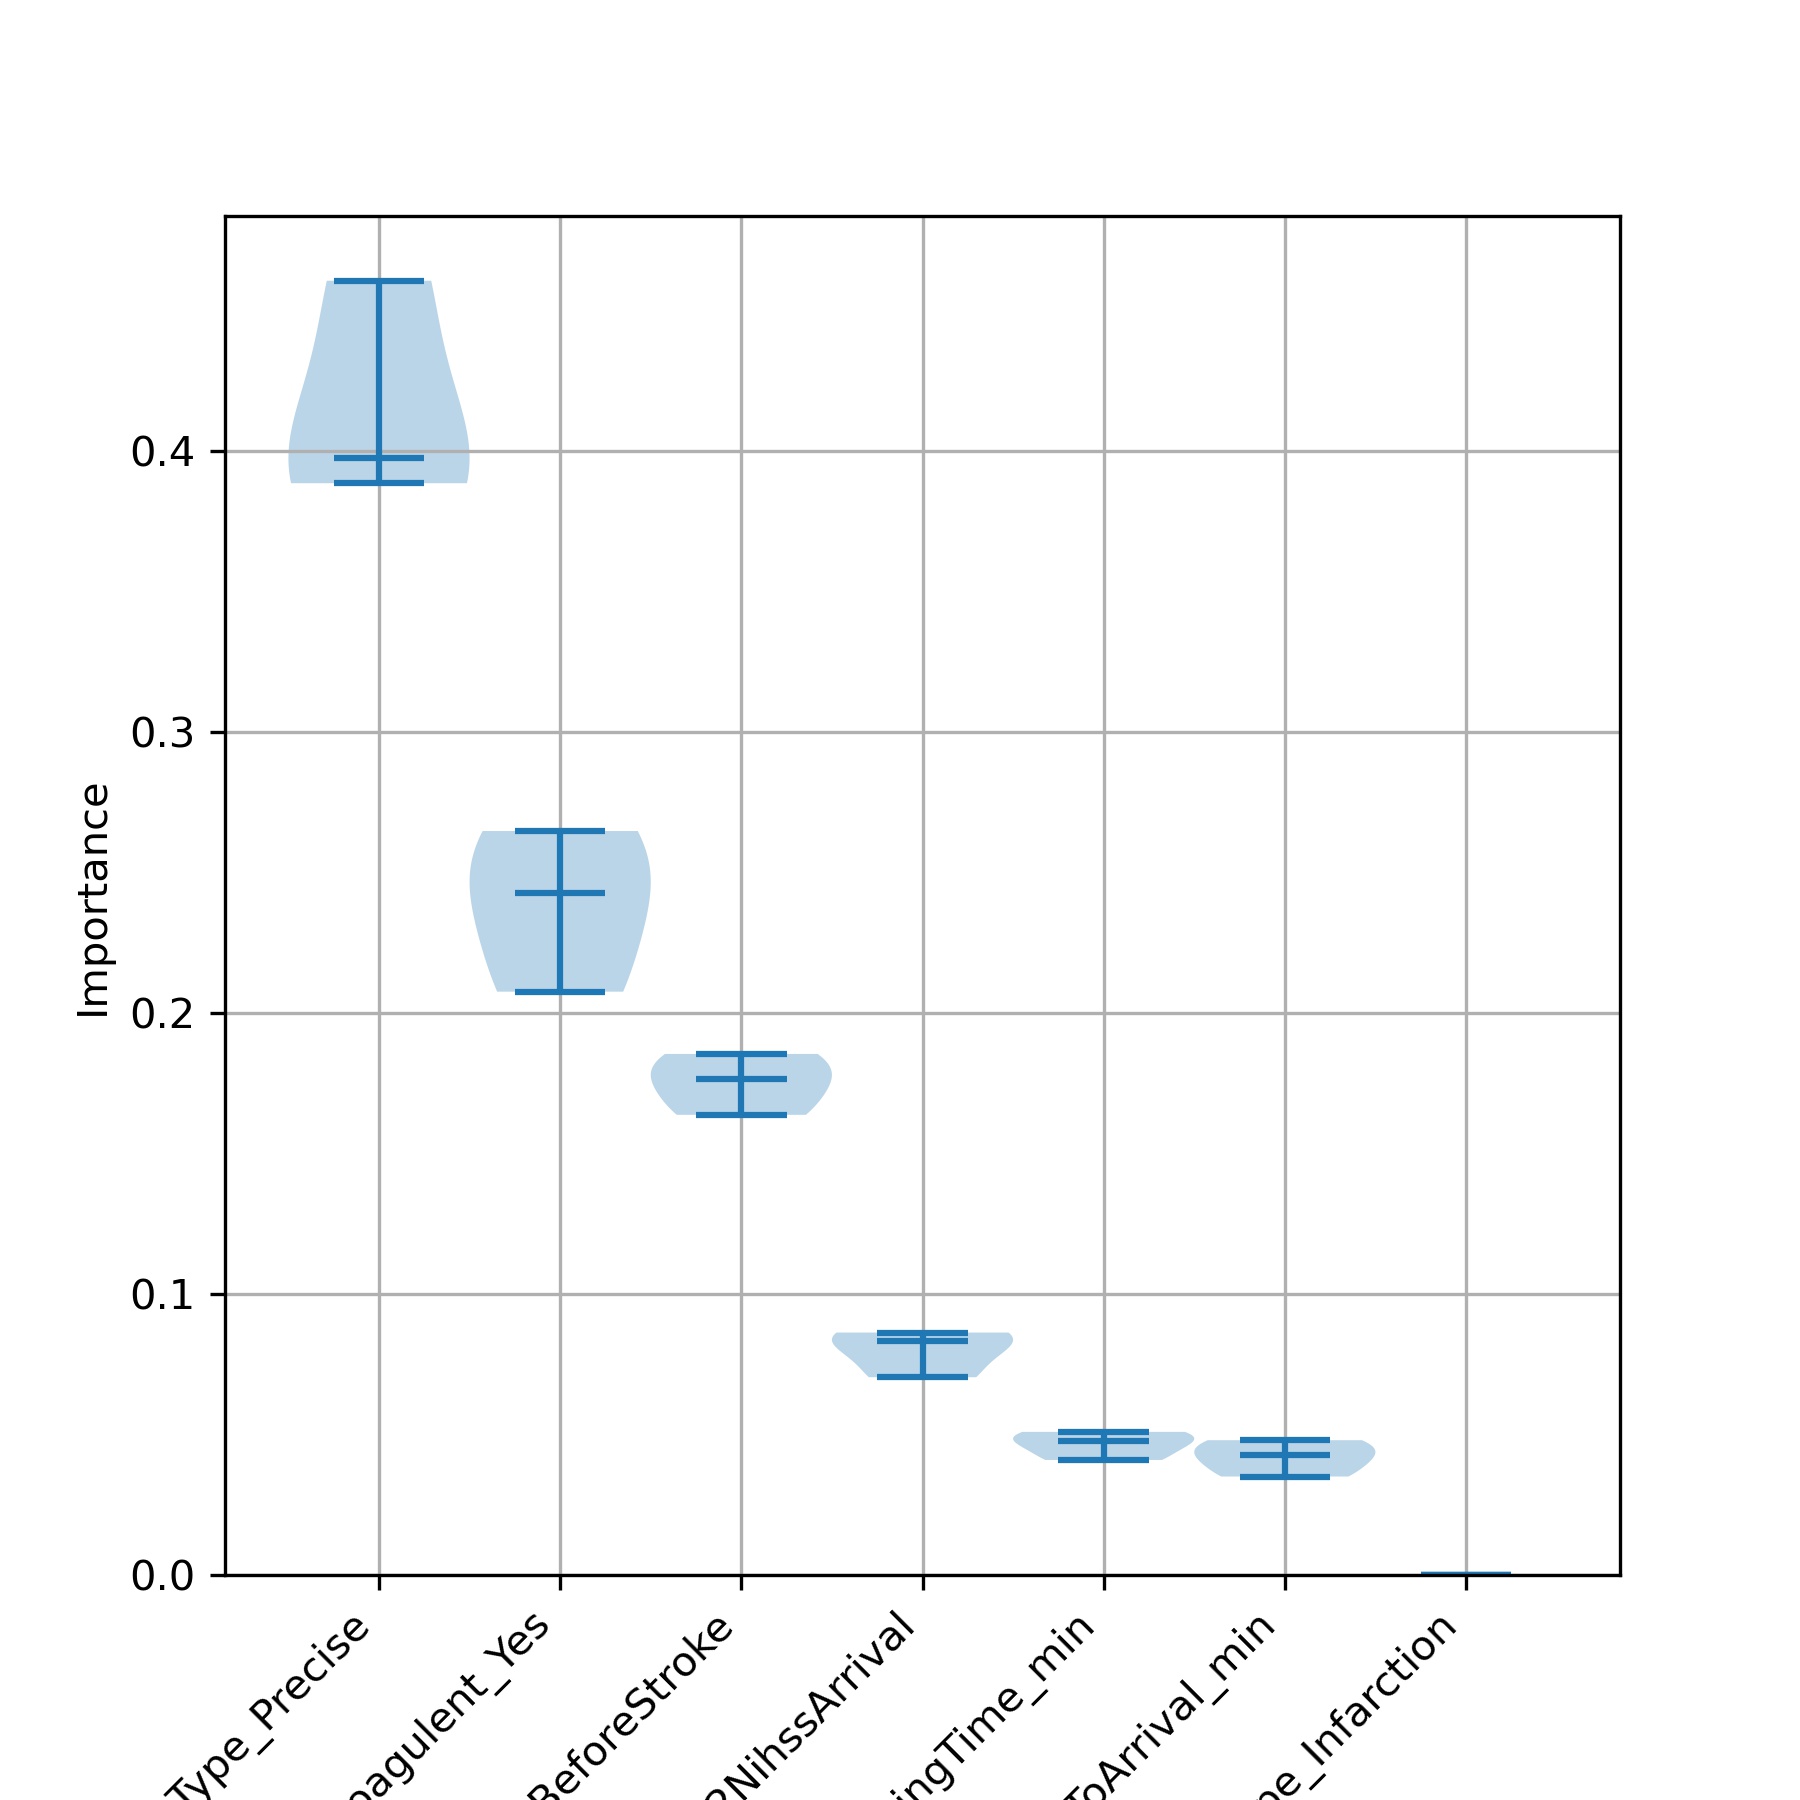 0.4
0.3
0.2
0.1
0.0
Importance
Type_Precise
oagulent_Yes
BeforeStroke
2NihssArrival
ingTime_min
ToArrival_min
pe_Infarction